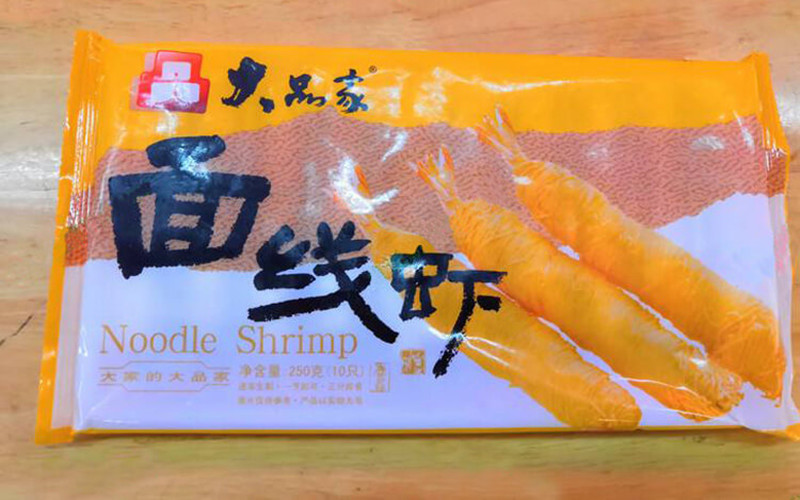 品
大品家®
面线虾
Noodle Shrimp
大家的大品家
净含量:250克(10只)